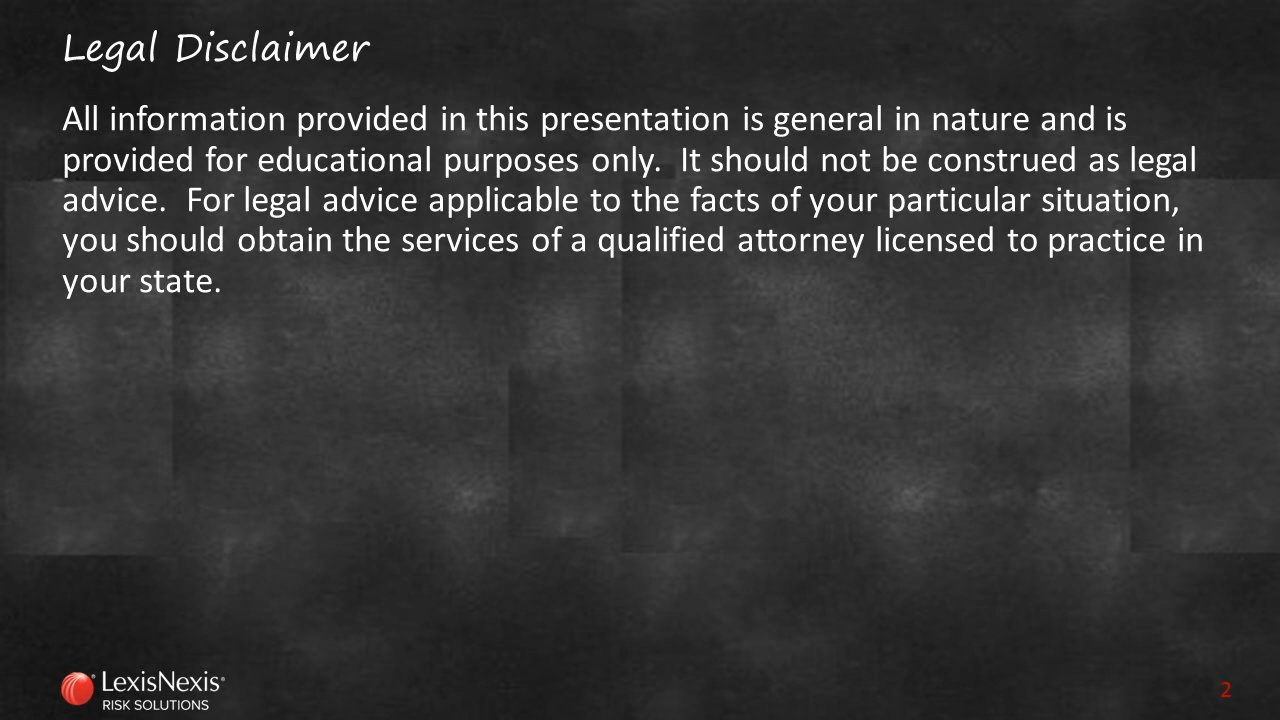 Legal Disclaimer
All information provided in this presentation is general in nature and is
provided for educational purposes only.  It should not be construed as legal
advice.  For legal advice applicable to the facts of your particular situation,
you should obtain the services of a qualified attorney licensed to practice in
your state.
LexisNexis®
RISK SOLUTIONS
2